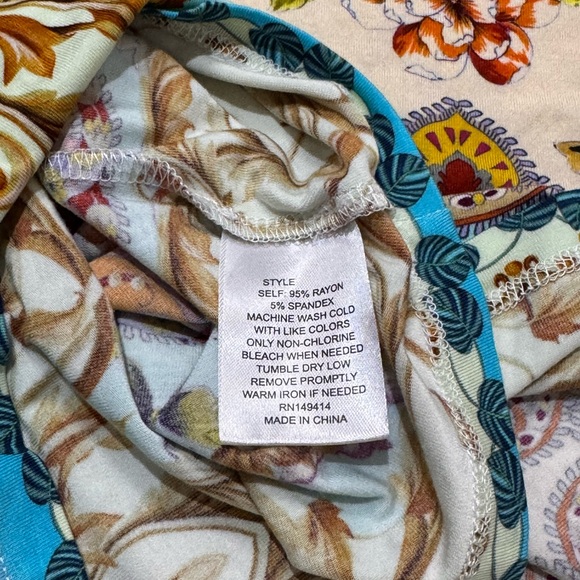 STYLE
SELF: 95% RAYON
5% SPANDEX
MACHINE WASH COLD
WITH LIKE COLORS
ONLY NON-CHLORINE
BLEACH WHEN NEEDED
TUMBLE DRY LOW
REMOVE PROMPTLY
WARM IRON IF NEEDED
RN149414
MADE IN CHINA